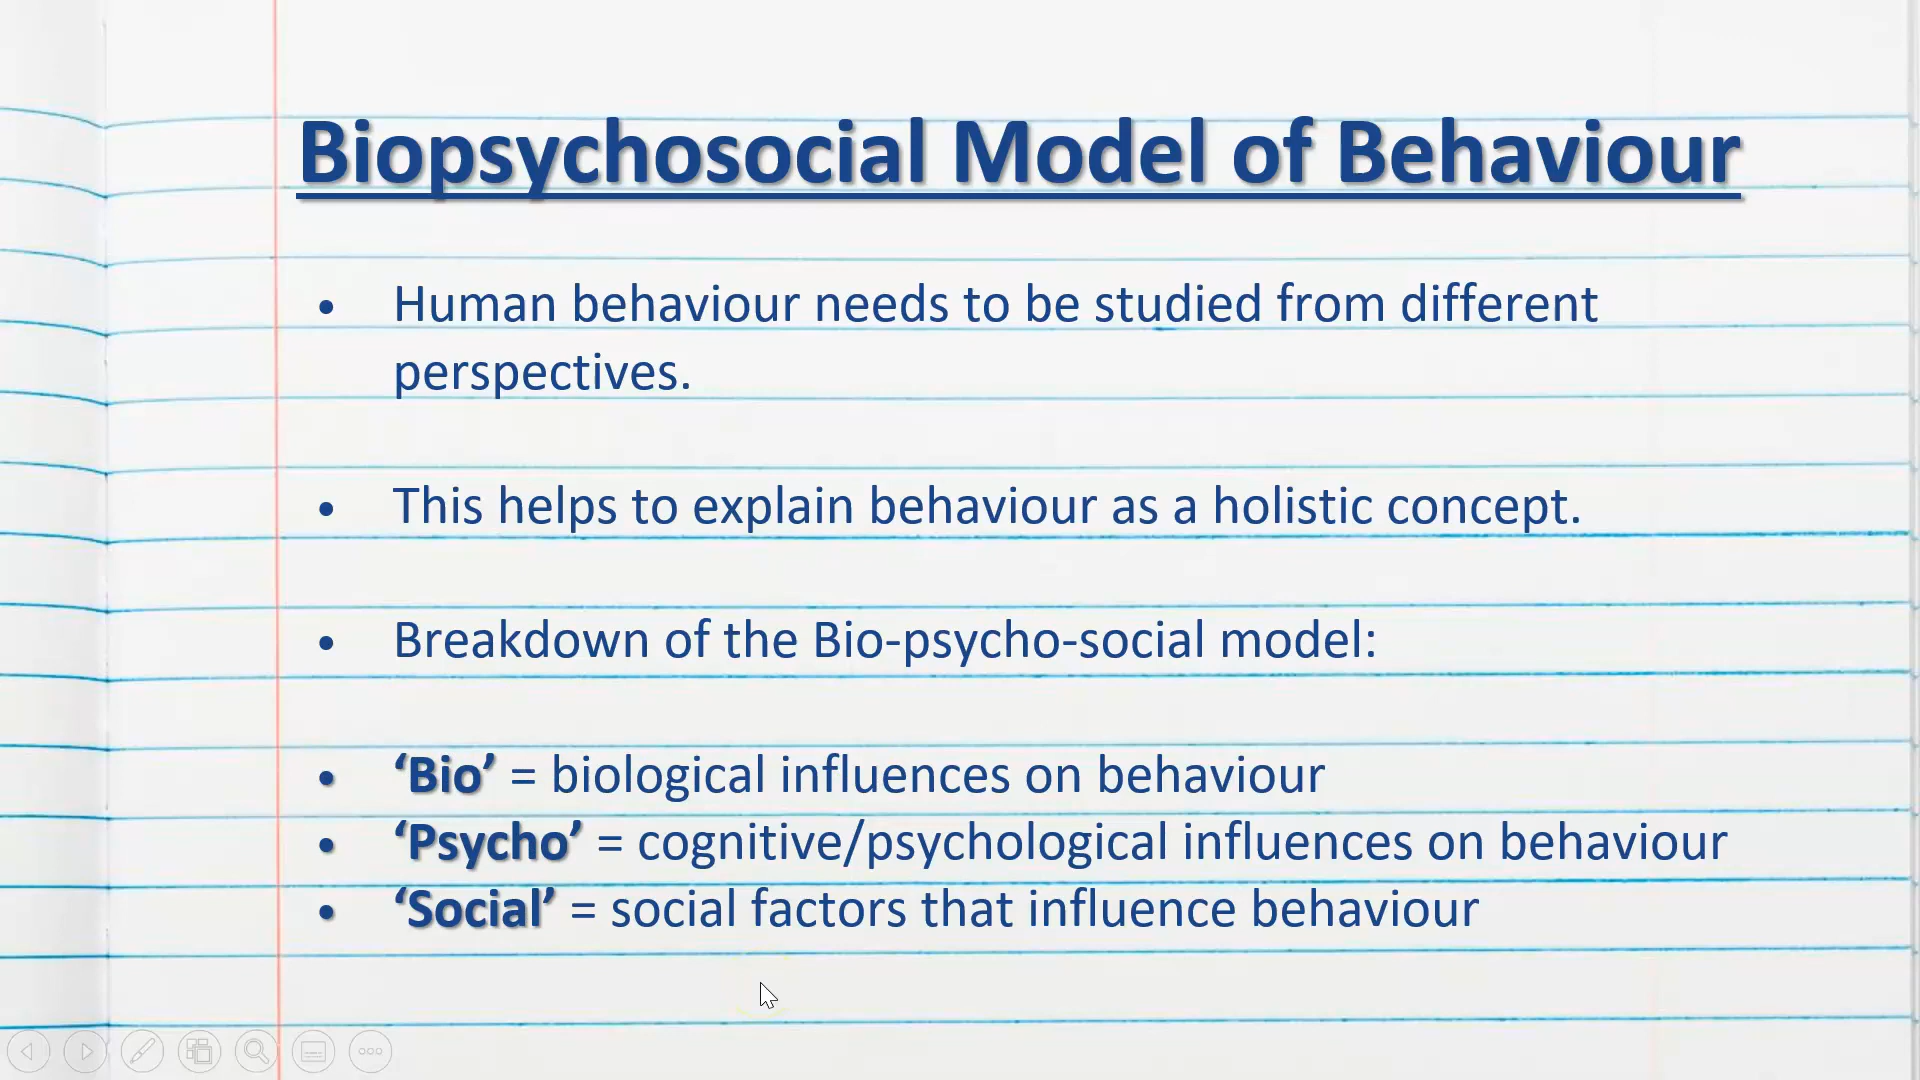 Biopsychosocial Model of Behaviour
• Human behaviour needs to be studied from different
perspectives.
• This helps to explain behaviour as a holistic concept.
• Breakdown of the Bio-psycho-social model:
• ‘Bio’ = biological influences on behaviour
• ‘Psycho’ = cognitive/psychological influences on behaviour
• ‘Social’ = social factors that influence behaviour